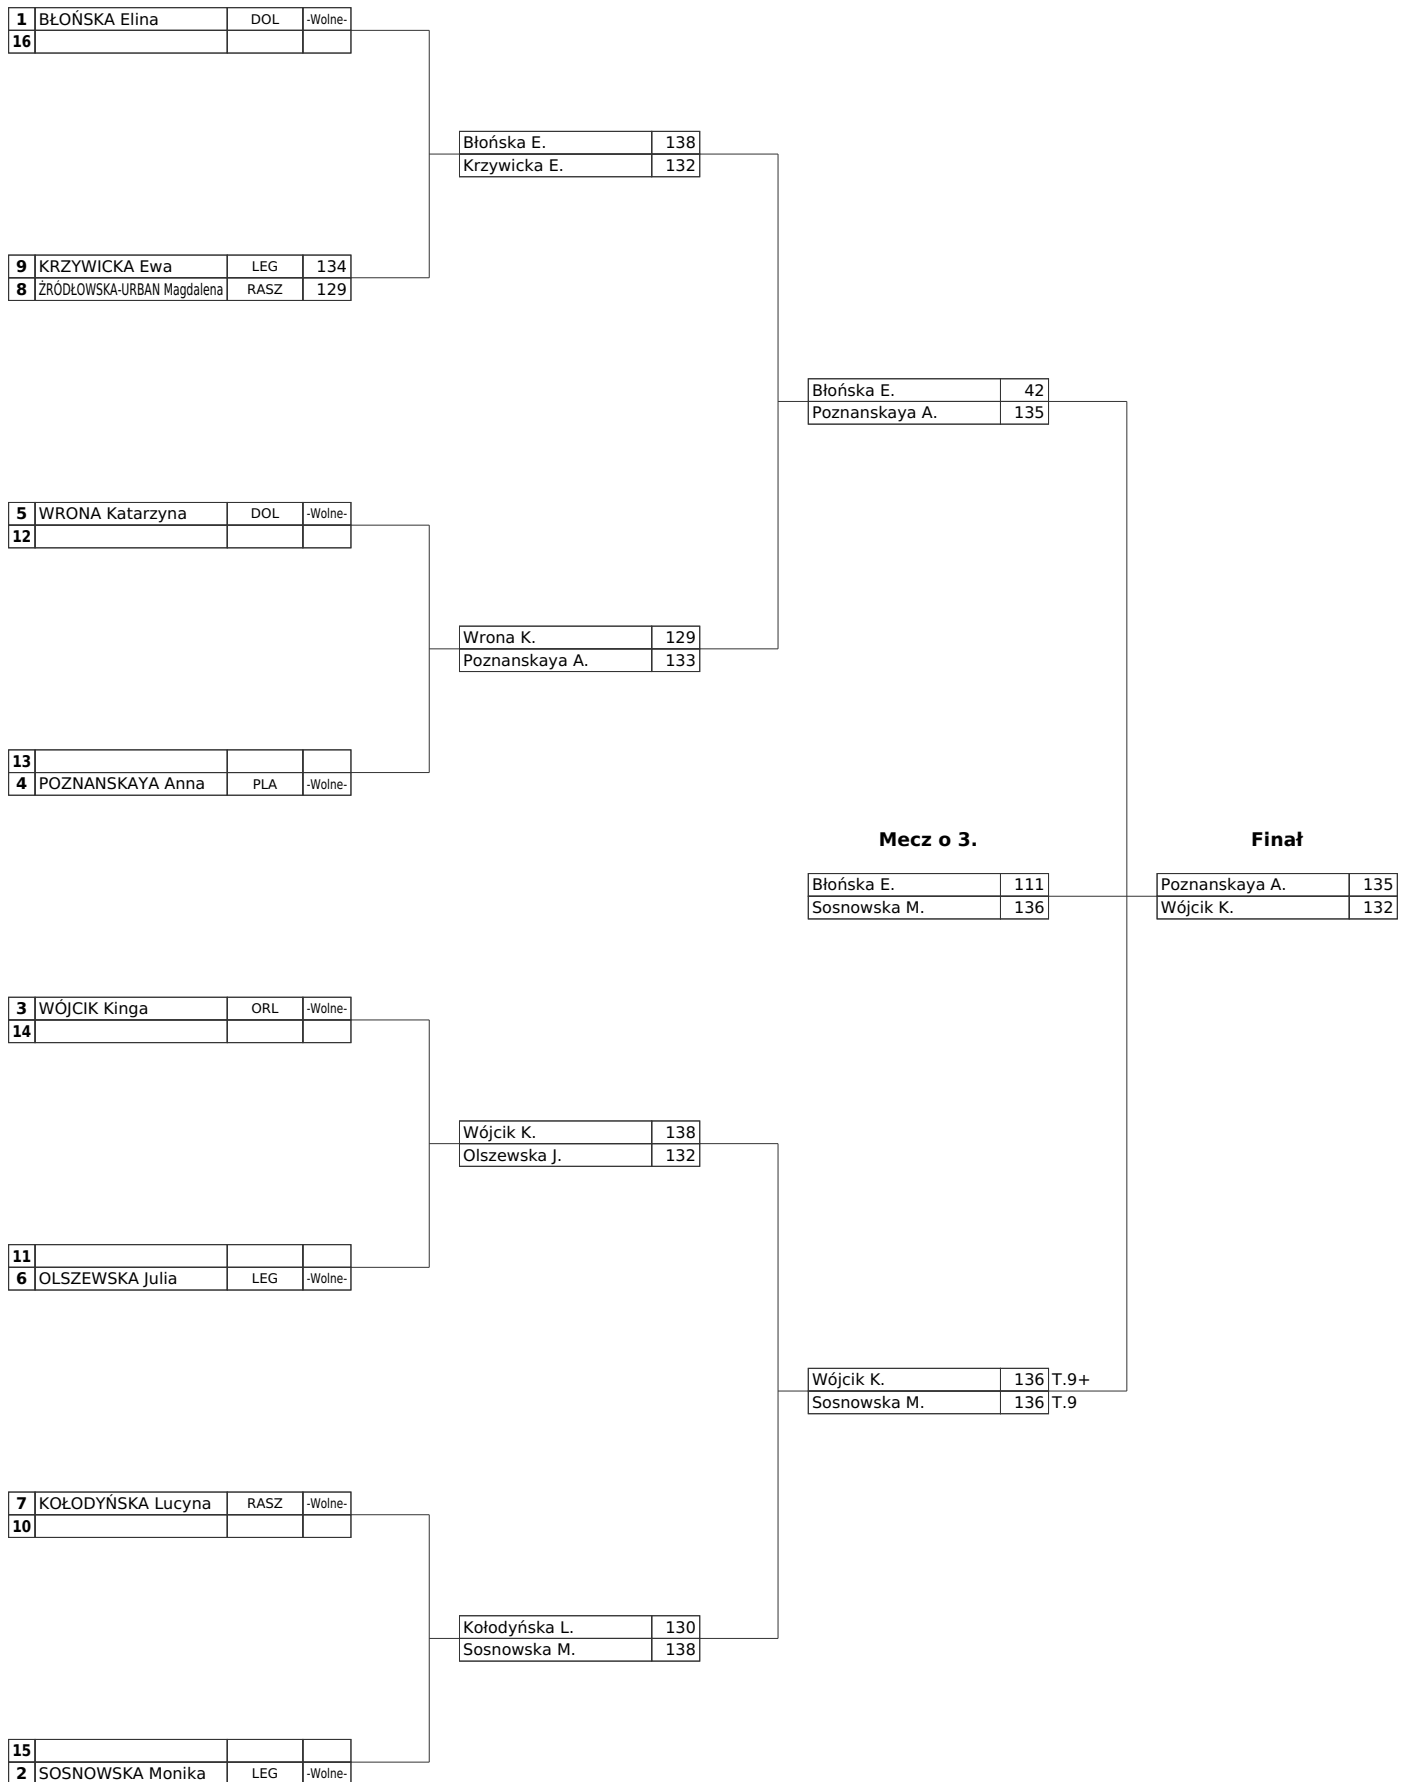 1 BŁOŃSKA Elina DOL -Wolne-
16
Błońska E. 138
Krzywicka E. 132
9 KRZYWICKA Ewa LEG 134
8 ŹRÓDŁOWSKA-URBAN Magdalena RASZ 129
Błońska E. 42
Poznanskaya A. 135
5 WRONA Katarzyna DOL -Wolne-
12
Wrona K. 129
Poznanskaya A. 133
13
4 POZNANSKAYA Anna PLA -Wolne-
Mecz o 3. Finał
Błońska E. 111 Poznanskaya A. 135
Sosnowska M. 136 Wójcik K. 132
3 WÓJCIK Kinga ORL -Wolne-
14
Wójcik K. 138
Olszewska J. 132
11
6 OLSZEWSKA Julia LEG -Wolne-
Wójcik K. 136 T.9+
Sosnowska M. 136 T.9
7 KOŁODYŃSKA Lucyna RASZ -Wolne-
10
Kołodyńska L. 130
Sosnowska M. 138
15
2 SOSNOWSKA Monika LEG -Wolne-